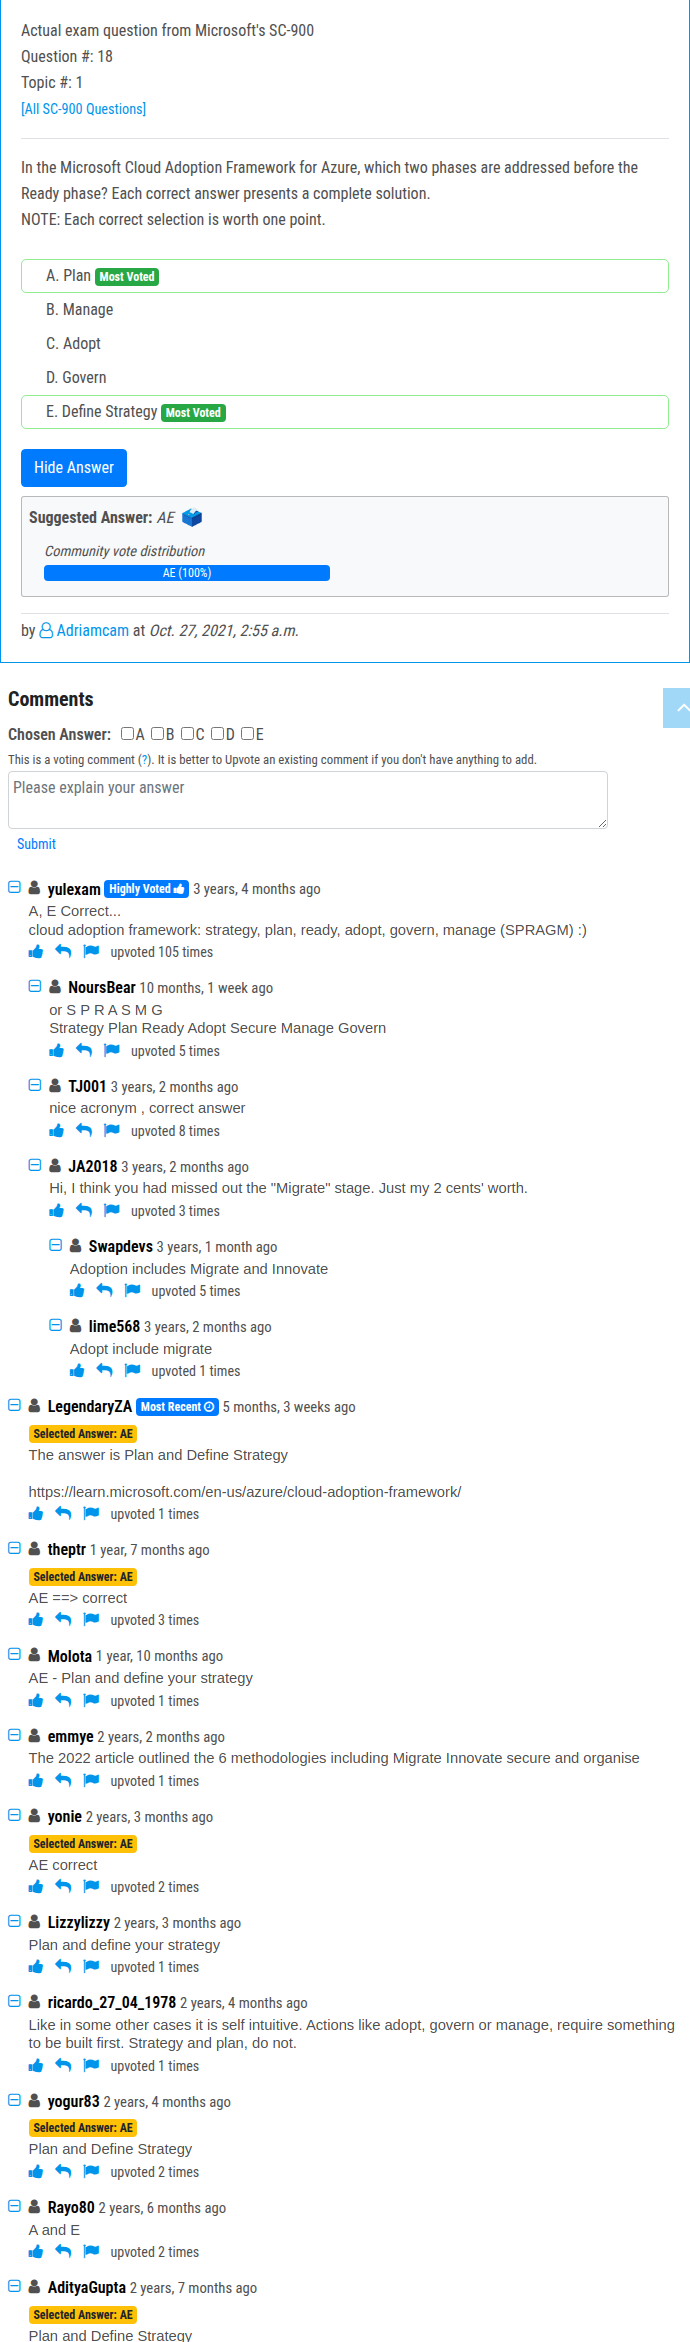 Actual exam question from Microsoft's SC-900
Question #: 18
Topic #: 1
[All SC-900 Questions]
In the Microsoft Cloud Adoption Framework for Azure, which two phases are addressed before the
Ready phase? Each correct answer presents a complete solution.
NOTE: Each correct selection is worth one point.
A. Plan Most Voted
B. Manage
C. Adopt
D. Govern
E. Define Strategy Most Voted
Hide Answer
Suggested Answer: AE
Community vote distribution
AE (100%)
by Adriamcam at Oct. 27, 2021, 2:55 a.m.
Comments
Chosen Answer: A B C D E
This is a voting comment (?). It is better to Upvote an existing comment if you don't have anything to add.
Please explain your answer
Submit
yulexam Highly Voted 3 years, 4 months ago
A, E Correct...
cloud adoption framework: strategy, plan, ready, adopt, govern, manage (SPRAGM) :)
upvoted 105 times
NoursBear 10 months, 1 week ago
or S P R A S M G
Strategy Plan Ready Adopt Secure Manage Govern
upvoted 5 times
TJ001 3 years, 2 months ago
nice acronym , correct answer
upvoted 8 times
JA2018 3 years, 2 months ago
Hi, I think you had missed out the "Migrate" stage. Just my 2 cents' worth.
upvoted 3 times
Swapdevs 3 years, 1 month ago
Adoption includes Migrate and Innovate
upvoted 5 times
lime568 3 years, 2 months ago
Adopt include migrate
upvoted 1 times
LegendaryZA Most Recent 5 months, 3 weeks ago
Selected Answer: AE
The answer is Plan and Define Strategy
https://learn.microsoft.com/en-us/azure/cloud-adoption-framework/
upvoted 1 times
theptr 1 year, 7 months ago
Selected Answer: AE
AE ==> correct
upvoted 3 times
Molota 1 year, 10 months ago
AE - Plan and define your strategy
upvoted 1 times
emmye 2 years, 2 months ago
The 2022 article outlined the 6 methodologies including Migrate Innovate secure and organise
upvoted 1 times
yonie 2 years, 3 months ago
Selected Answer: AE
AE correct
upvoted 2 times
Lizzylizzy 2 years, 3 months ago
Plan and define your strategy
upvoted 1 times
ricardo_27_04_1978 2 years, 4 months ago
Like in some other cases it is self intuitive. Actions like adopt, govern or manage, require something
to be built first. Strategy and plan, do not.
upvoted 1 times
yogur83 2 years, 4 months ago
Selected Answer: AE
Plan and Define Strategy
upvoted 2 times
Rayo80 2 years, 6 months ago
A and E
upvoted 2 times
AdityaGupta 2 years, 7 months ago
Selected Answer: AE
Plan and Define Strategy